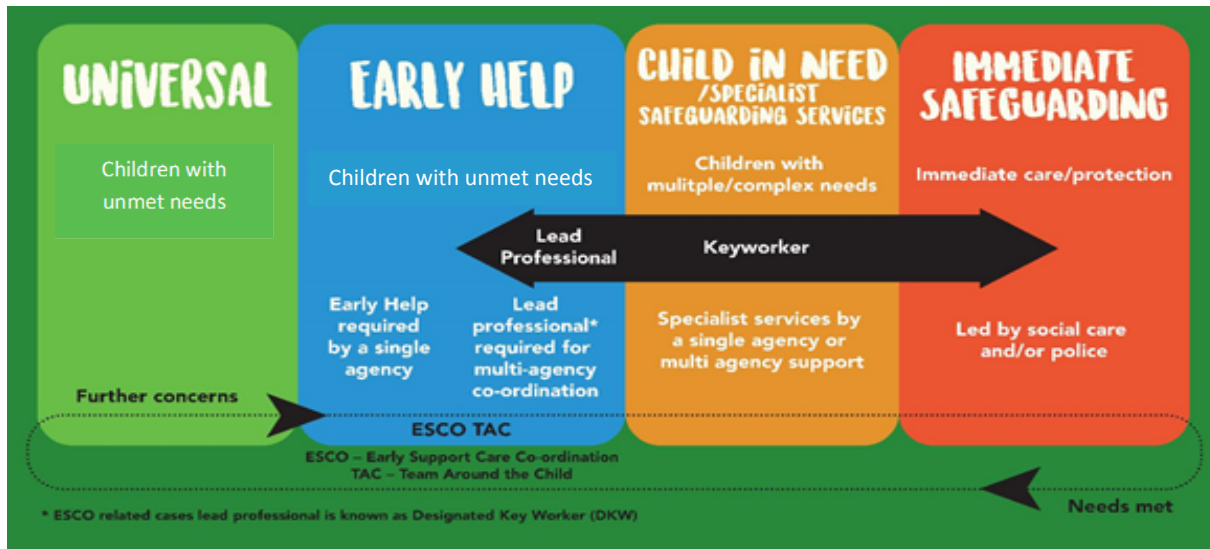 UNIVERSAL
Children with
unmet needs
Further concerns
EARLY HELP
Children with unmet needs
Lead
Professional
Early Help
required
by a single
agency
Lead
professional*
required for
multi-agency
co-ordination
ESCO TAC
ESCO – Early Support Care Co-ordination
TAC – Team Around the Child
CHILD IN NEED
/SPECIALIST
SAFEGUARDING SERVICES
Children with
mulitple/complex needs
Keyworker
Specialist services by
a single agency or
multi agency support
IMMEDIATE
SAFEGUARDING
Immediate care/protection
Led by social care
and/or police
Needs met
* ESCO related cases lead professional is known as Designated Key Worker (DKW)